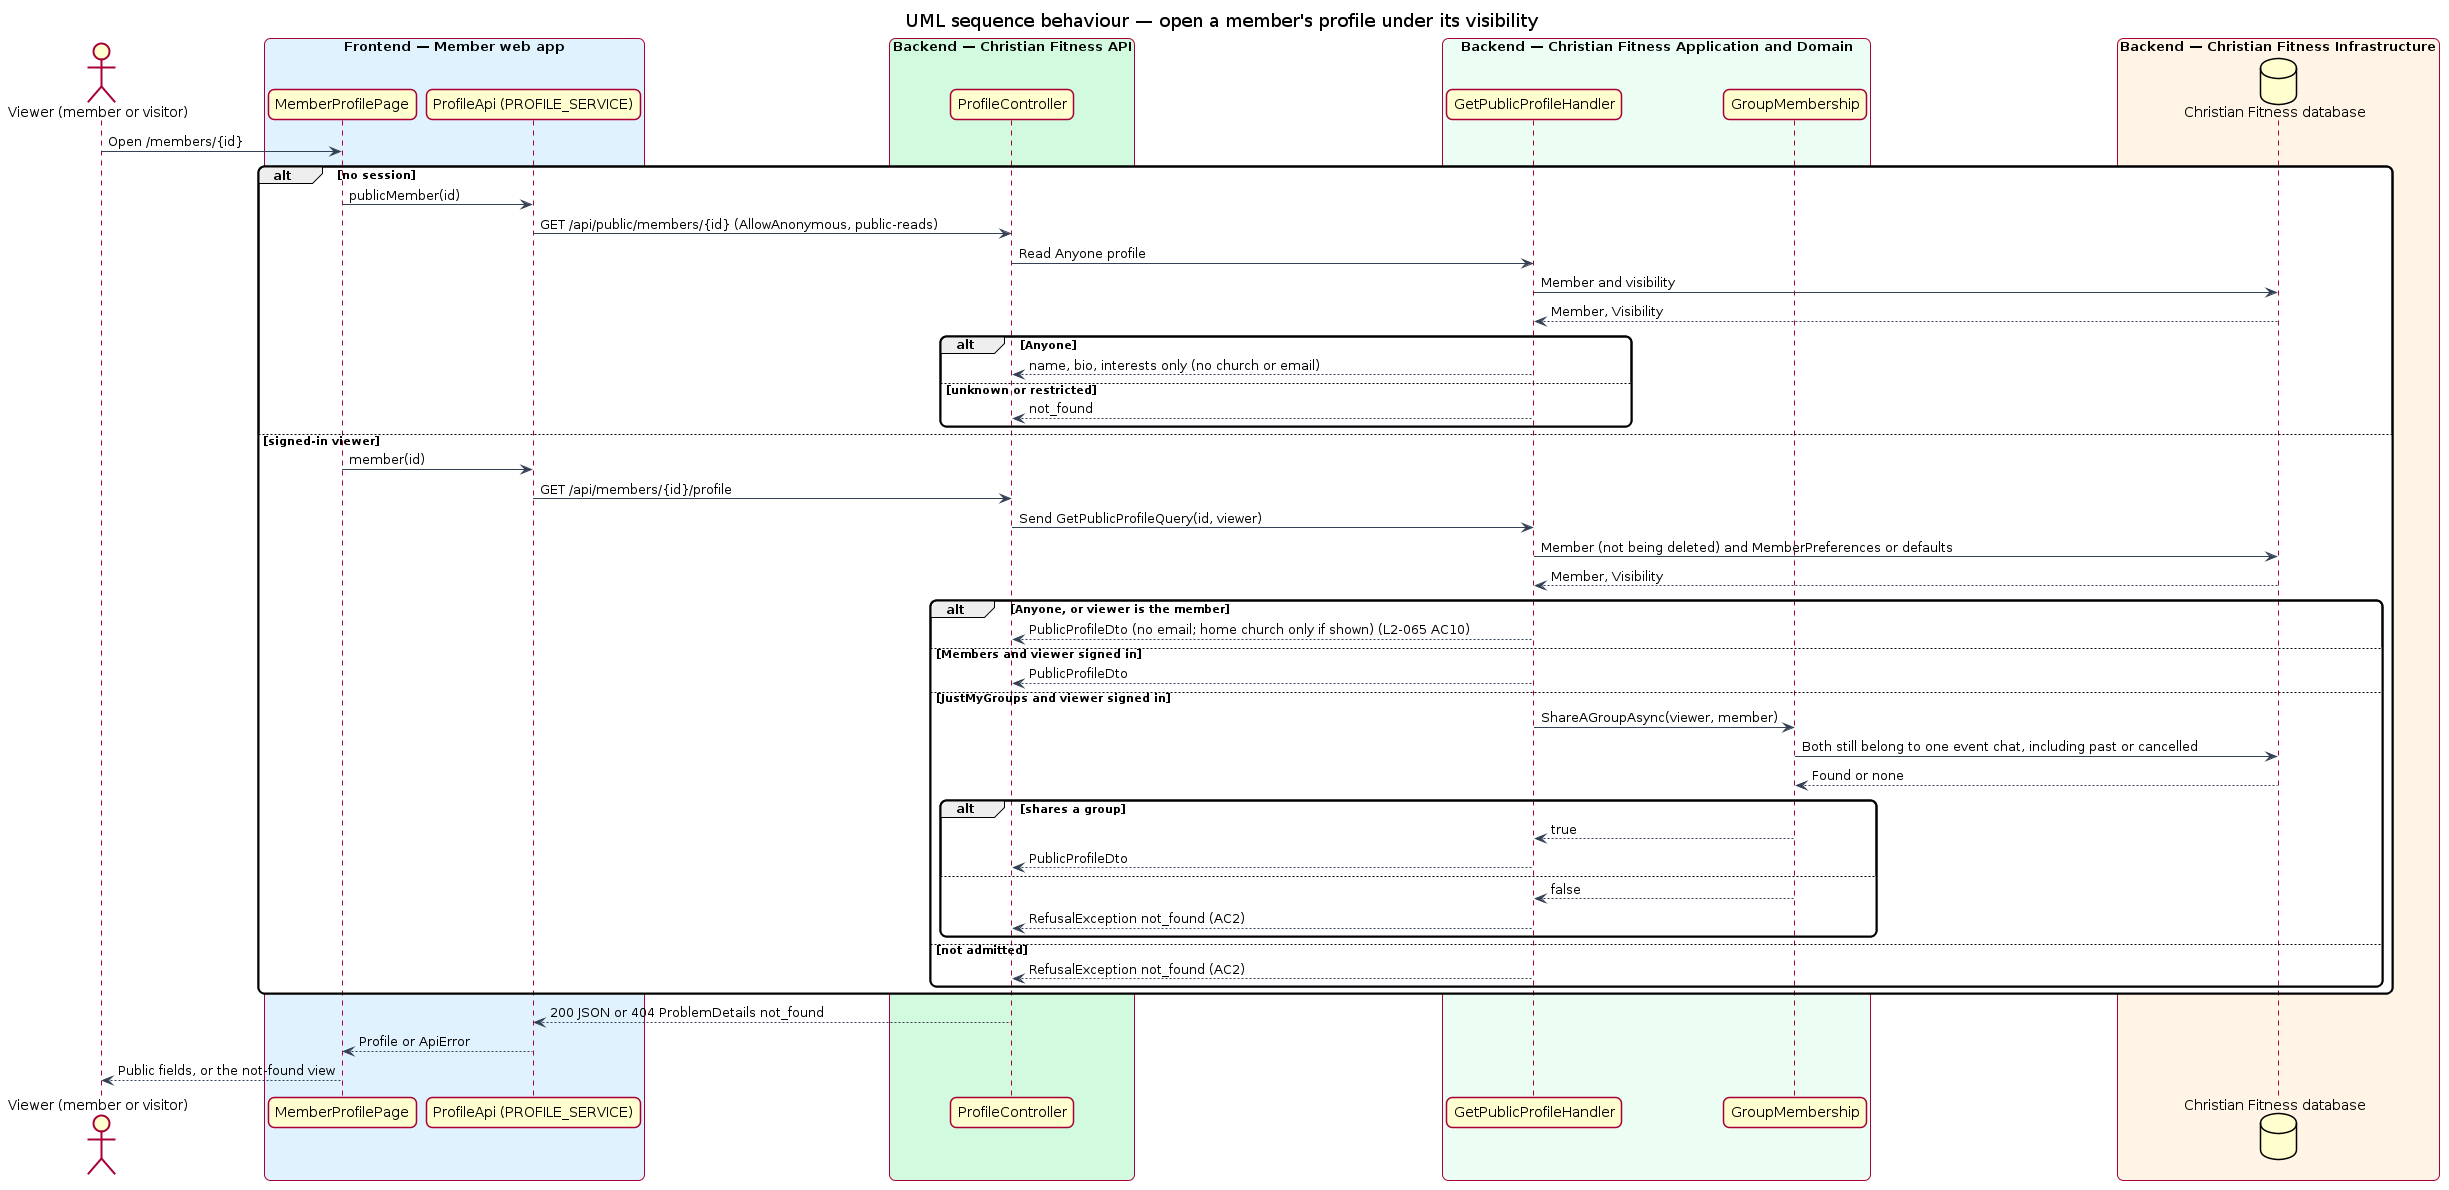 UML sequence behaviour — open a member's profile under its visibility
Frontend — Member web app
Backend — Christian Fitness API
Backend — Christian Fitness Application and Domain
Backend — Christian Fitness Infrastructure
Viewer (member or visitor)
MemberProfilePage
ProfileApi (PROFILE_SERVICE)
ProfileController
GetPublicProfileHandler
GroupMembership
Christian Fitness database
Open /members/{id}
alt [no session]
publicMember(id)
GET /api/public/members/{id} (AllowAnonymous, public-reads)
Read Anyone profile
Member and visibility
Member, Visibility
alt [Anyone]
name, bio, interests only (no church or email)
[unknown or restricted]
not_found
[signed-in viewer]
member(id)
GET /api/members/{id}/profile
Send GetPublicProfileQuery(id, viewer)
Member (not being deleted) and MemberPreferences or defaults
Member, Visibility
alt [Anyone, or viewer is the member]
PublicProfileDto (no email; home church only if shown) (L2-065 AC10)
[Members and viewer signed in]
PublicProfileDto
[JustMyGroups and viewer signed in]
ShareAGroupAsync(viewer, member)
Both still belong to one event chat, including past or cancelled
Found or none
alt [shares a group]
true
PublicProfileDto
false
RefusalException not_found (AC2)
[not admitted]
RefusalException not_found (AC2)
200 JSON or 404 ProblemDetails not_found
Profile or ApiError
Public fields, or the not-found view
Viewer (member or visitor)
MemberProfilePage
ProfileApi (PROFILE_SERVICE)
ProfileController
GetPublicProfileHandler
GroupMembership
Christian Fitness database